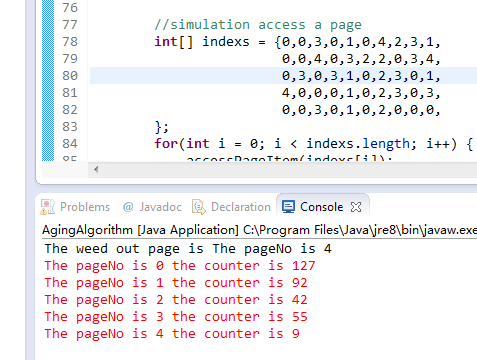 76
77 //simulation access a page
78 int[] indexs = {0,0,3,0,1,0,4,2,3,1,
79 0,0,4,0,3,2,2,0,3,4,
80 0,3,0,3,1,0,2,3,0,1,
81 4,0,0,0,1,0,2,3,0,3,
82 0,0,3,0,1,0,2,0,0,0,
83 };
84 for(int i = 0; i < indexs.length; i++) {
85 accessPageItem(indexs[i]);
Problems @ Javadoc Declaration Console
AgingAlgorithm [Java Application] C:\Program Files\Java\jre8\bin\javaw.exe
The weed out page is The pageNo is 4
The pageNo is 0 the counter is 127
The pageNo is 1 the counter is 92
The pageNo is 2 the counter is 42
The pageNo is 3 the counter is 55
The pageNo is 4 the counter is 9